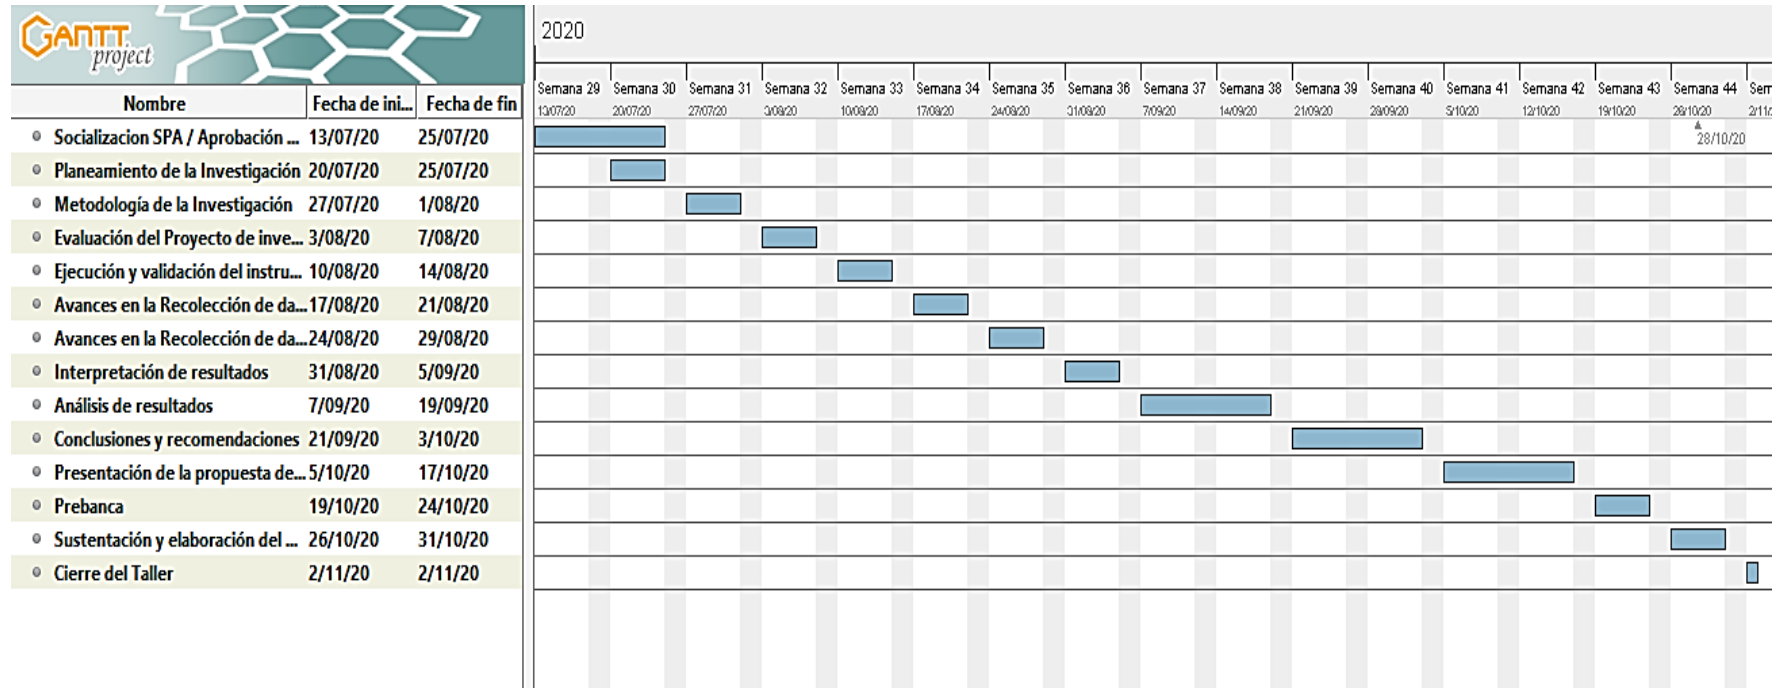 GANTT
project
2020
Semana 29 Semana 30 Semana 31 Semana 32 Semana 33 Semana 34 Semana 35 Semana 36 Semana 37 Semana 38 Semana 39 Semana 40 Semana 41 Semana 42 Semana 43 Semana 44 Sem
Nombre Fecha de ini... Fecha de fin
13/07/20 20/07/20 27/07/20 3/08/20 10/08/20 17/08/20 24/08/20 31/08/20 7/09/20 14/09/20 21/09/20 28/09/20 5/10/20 12/10/20 19/10/20 26/10/20 2/11/
28/10/20
Socializacion SPA / Aprobación ... 13/07/20 25/07/20
Planeamiento de la Investigación 20/07/20 25/07/20
Metodología de la Investigación 27/07/20 1/08/20
Evaluación del Proyecto de inve... 3/08/20 7/08/20
Ejecución y validación del instru... 10/08/20 14/08/20
Avances en la Recolección de da... 17/08/20 21/08/20
Avances en la Recolección de da... 24/08/20 29/08/20
Interpretación de resultados 31/08/20 5/09/20
Análisis de resultados 7/09/20 19/09/20
Conclusiones y recomendaciones 21/09/20 3/10/20
Presentación de la propuesta de... 5/10/20 17/10/20
Prebanca 19/10/20 24/10/20
Sustentación y elaboración del ... 26/10/20 31/10/20
Cierre del Taller 2/11/20 2/11/20